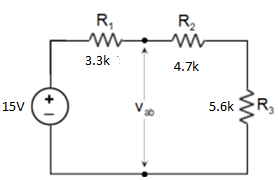 R1 R2
3.3k 4.7k
15V + − Vab 5.6k R3